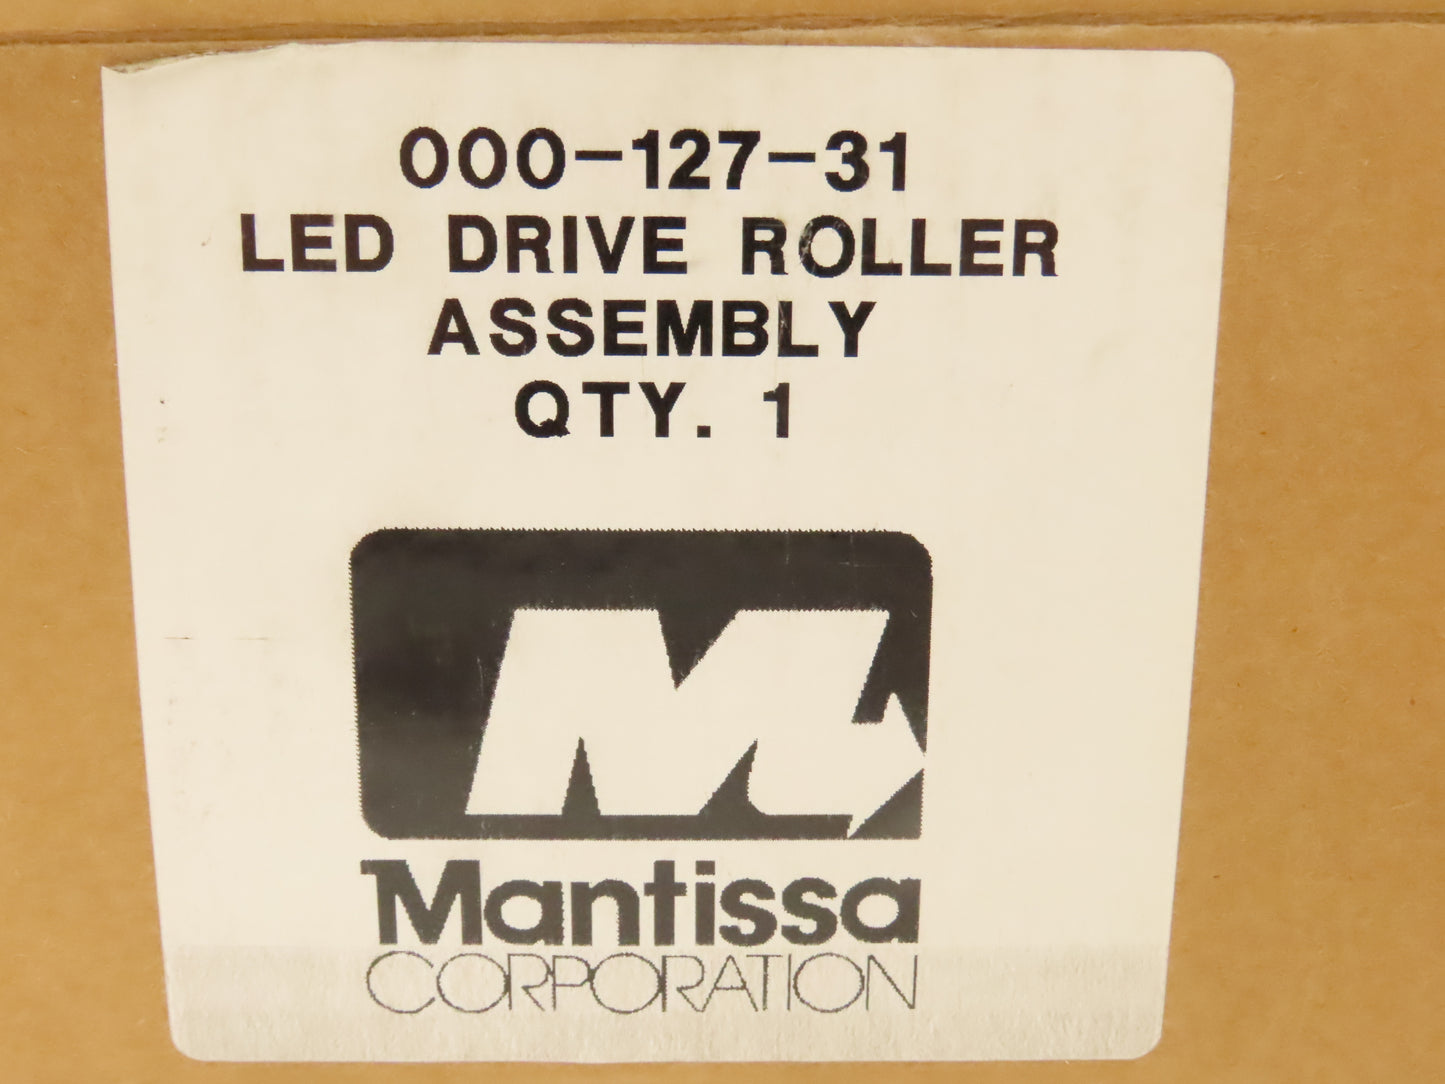 000-127-31
LED DRIVE ROLLER
ASSEMBLY
QTY. 1
Mantissa
CORPORATION